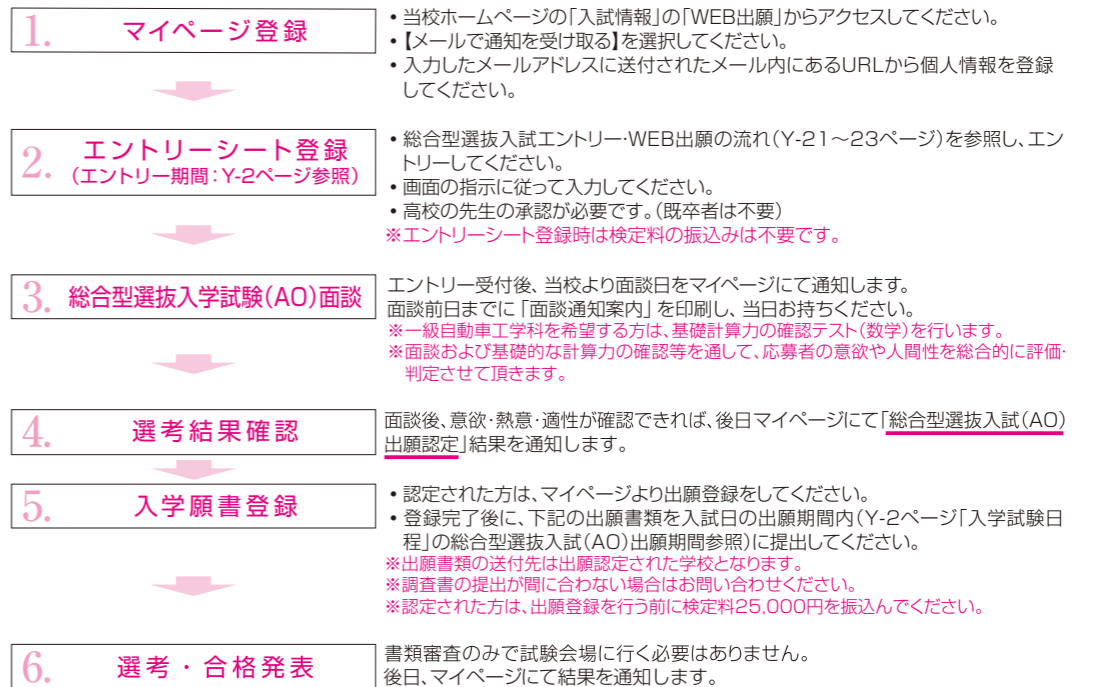 1. マイページ登録
•当校ホームページの「入試情報」の「WEB出願」からアクセスしてください。
•【メールで通知を受け取る】を選択してください。
•入力したメールアドレスに送付されたメール内にあるURLから個人情報を登録
してください。
2. エントリーシート登録
(エントリー期間:Y-2ページ参照)
•総合型選抜入試エントリー・WEB出願の流れ(Y-21～23ページ)を参照し、エン
トリーしてください。
•画面の指示に従って入力してください。
•高校の先生の承認が必要です。(既卒者は不要)
※エントリーシート登録時は検定料の振込みは不要です。
3. 総合型選抜入学試験(AO)面談
エントリー受付後、当校より面談日をマイページにて通知します。
面談前日までに「面談通知案内」を印刷し、当日お持ちください。
※一級自動車工学科を希望する方は、基礎計算力の確認テスト(数学)を行います。
※面談および基礎的な計算力の確認等を通して、応募者の意欲や人間性を総合的に評価・
判定させて頂きます。
4. 選考結果確認
面談後、意欲・熱意・適性が確認できれば、後日マイページにて「総合型選抜入試(AO)
出願認定」結果を通知します。
5. 入学願書登録
•認定された方は、マイページより出願登録をしてください。
•登録完了後に、下記の出願書類を入試日の出願期間内(Y-2ページ「入学試験日
程」の総合型選抜入試(AO)出願期間参照)に提出してください。
※出願書類の送付先は出願認定された学校となります。
※調査書の提出が間に合わない場合はお問い合わせください。
※認定された方は、出願登録を行う前に検定料25,000円を振込んでください。
6. 選考・合格発表
書類審査のみで試験会場に行く必要はありません。
後日、マイページにて結果を通知します。